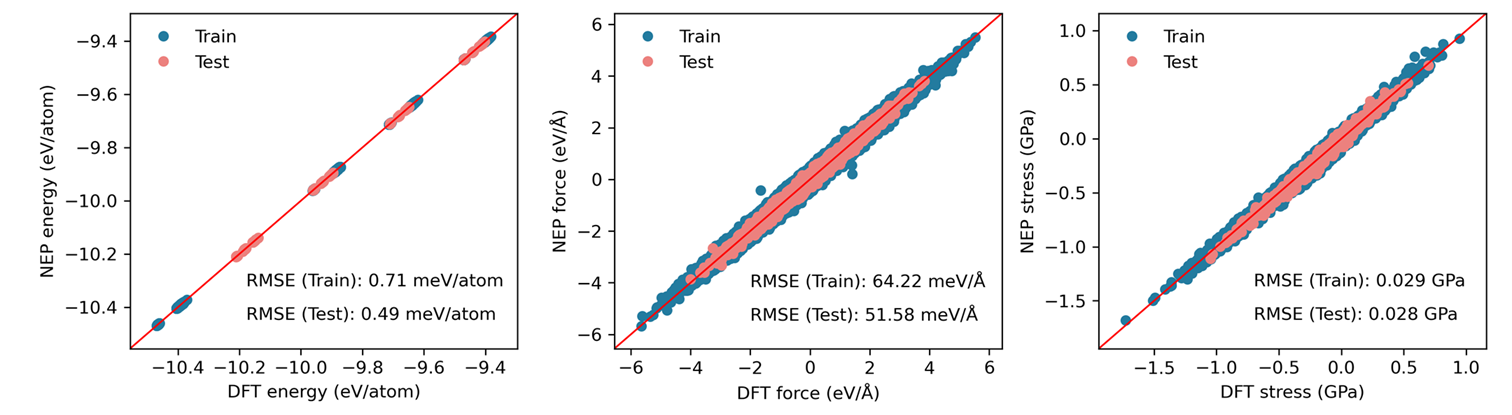 Train
Test
NEP energy (eV/atom)
−9.4
−9.6
−9.8
−10.0
−10.2
−10.4
RMSE (Train): 0.71 meV/atom
RMSE (Test): 0.49 meV/atom
−10.4 −10.2 −10.0 −9.8 −9.6 −9.4
DFT energy (eV/atom)
Train
Test
NEP force (eV/Å)
6
4
2
0
−2
−4
−6
RMSE (Train): 64.22 meV/Å
RMSE (Test): 51.58 meV/Å
−6 −4 −2 0 2 4 6
DFT force (eV/Å)
Train
Test
NEP stress (GPa)
1.0
0.5
0.0
−0.5
−1.0
−1.5
RMSE (Train): 0.029 GPa
RMSE (Test): 0.028 GPa
−1.5 −1.0 −0.5 0.0 0.5 1.0
DFT stress (GPa)